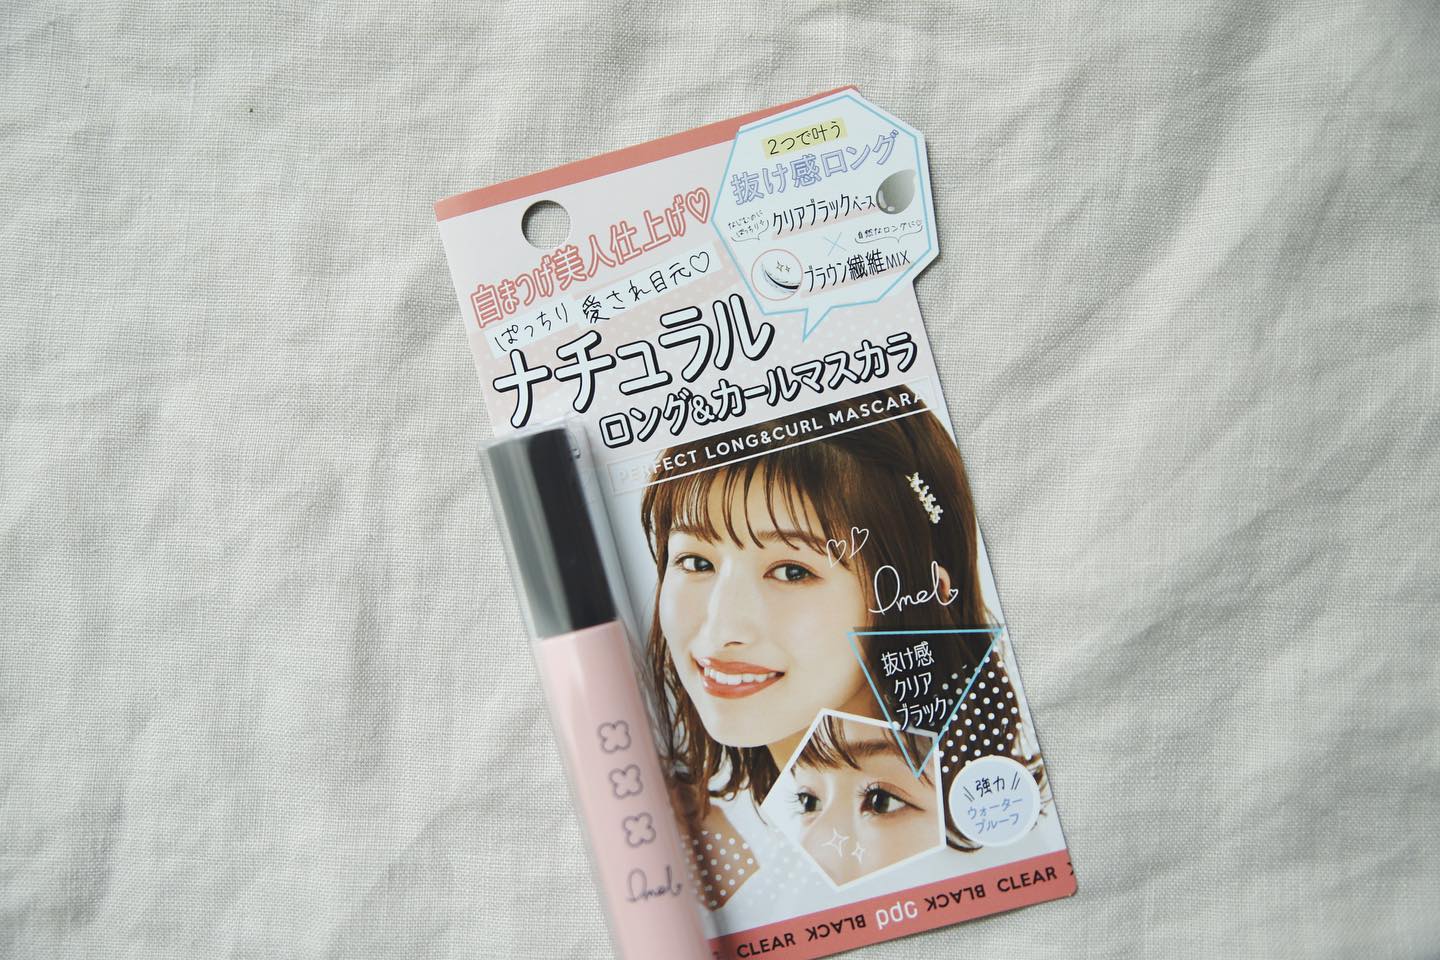 2つで叶う
抜け感ロング
なじむのに
ぱっちり♪
クリアブラックベース
×
自然なロングに♡
ブラウン繊維MIX
自まつげ美人仕上げ♡
ぱっちり 愛され目元♡
ナチュラル
ロング&カールマスカラ
PERFECT LONG&CURL MASCARA
Pmel
抜け感
クリア
ブラック
強力
ウォーター
プルーフ
Pmel
CLEAR BLACK pdc BLACK CLEAR